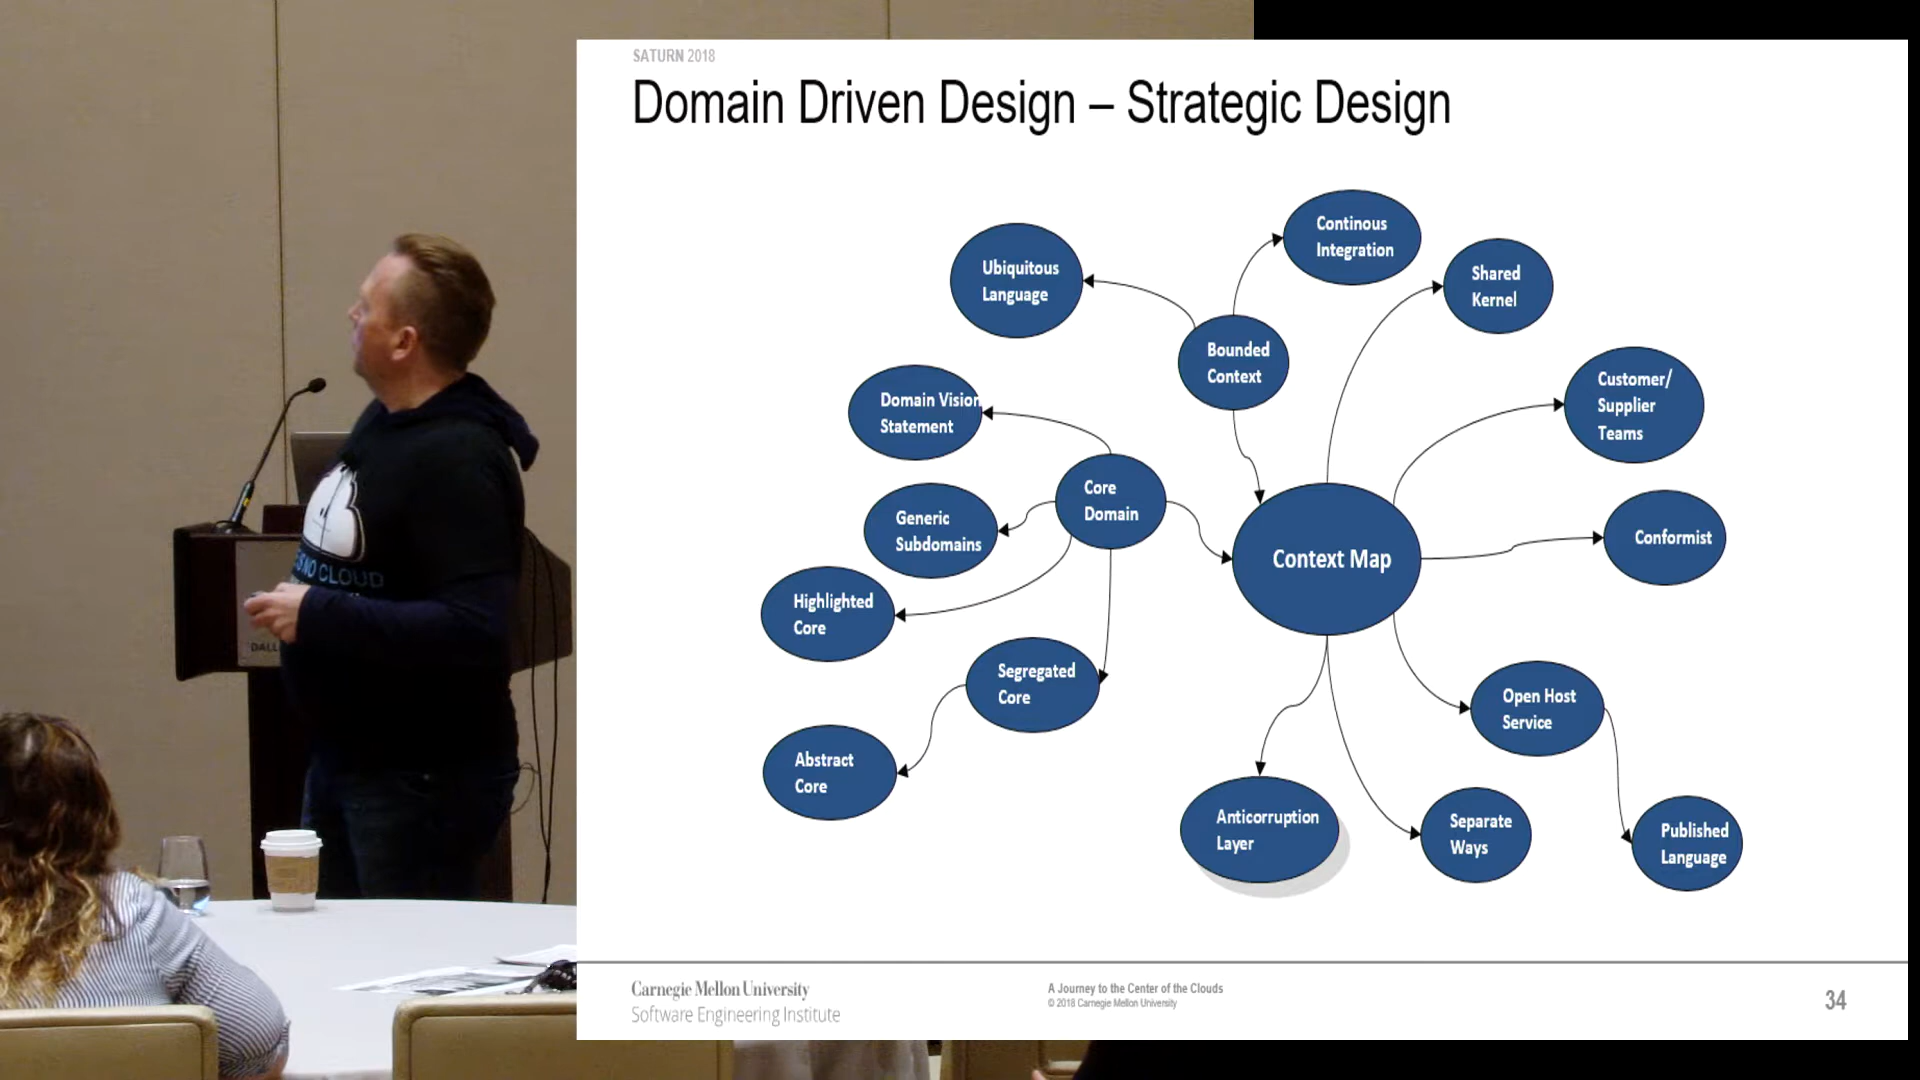 SATURN 2018
Domain Driven Design – Strategic Design
Continous
Integration
Ubiquitous
Language
Shared
Kernel
Bounded
Context
Customer/
Supplier
Teams
Domain Vision
Statement
Core
Domain
Generic
Subdomains
Context Map
Conformist
Highlighted
Core
Segregated
Core
Open Host
Service
Abstract
Core
Anticorruption
Layer
Separate
Ways
Published
Language
NO CLOUD
DALL
Carnegie Mellon University
Software Engineering Institute
A Journey to the Center of the Clouds
© 2018 Carnegie Mellon University
34